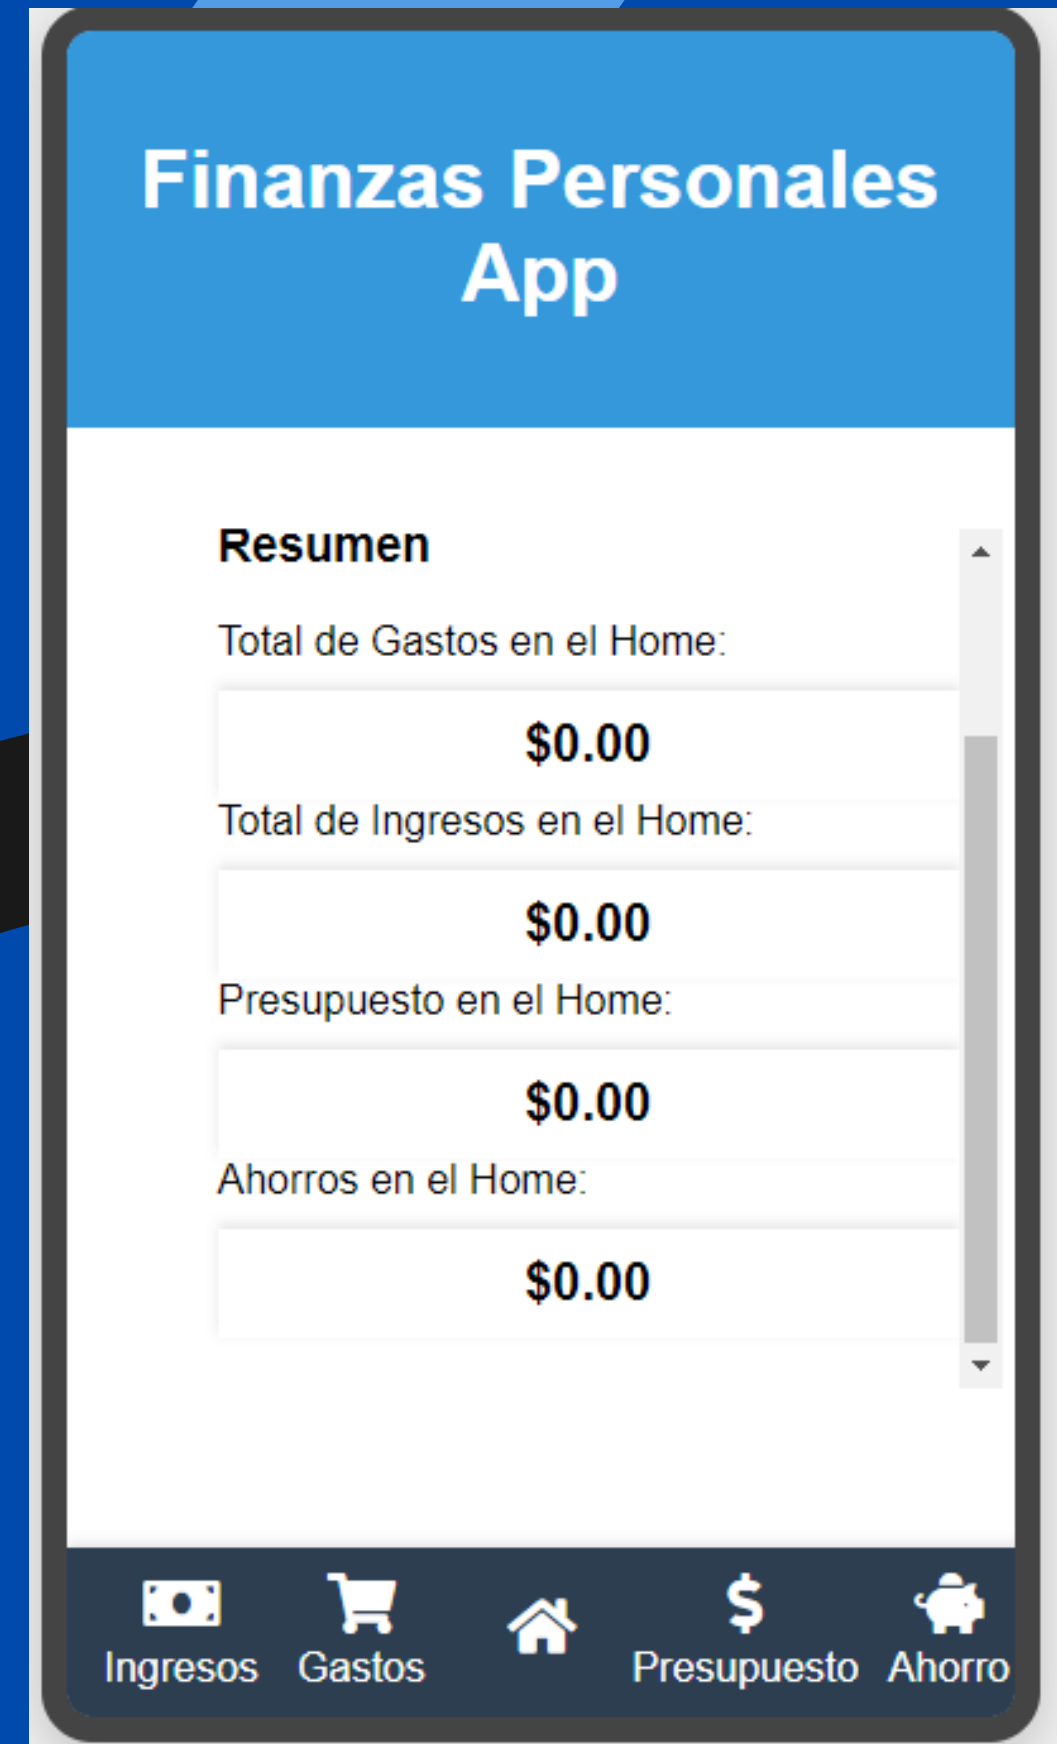 Finanzas Personales
App
Resumen
Total de Gastos en el Home:
$0.00
Total de Ingresos en el Home:
$0.00
Presupuesto en el Home:
$0.00
Ahorros en el Home:
$0.00
Ingresos Gastos Presupuesto Ahorro